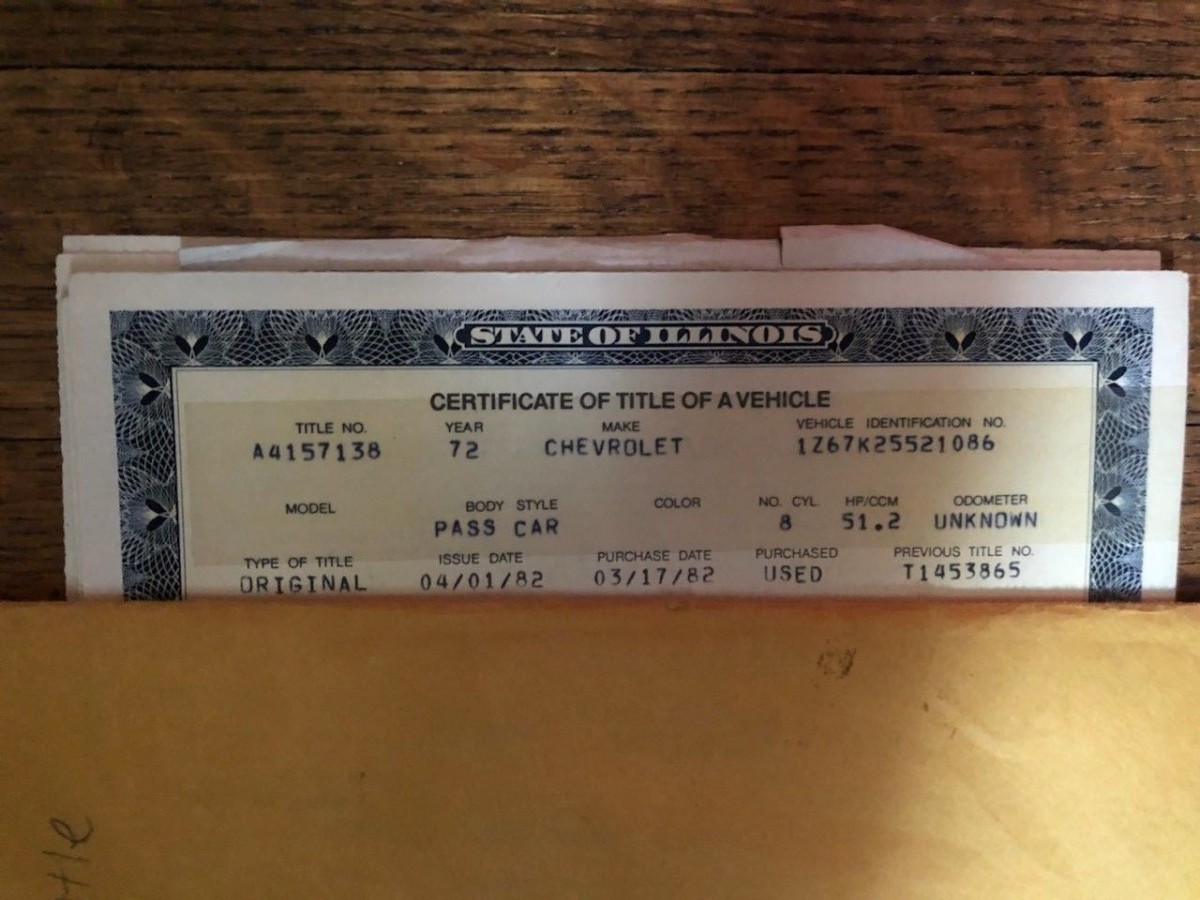 STATE OF ILLINOIS
CERTIFICATE OF TITLE OF A VEHICLE
TITLE NO. YEAR MAKE VEHICLE IDENTIFICATION NO.
A4157138 72 CHEVROLET 1Z67K25521086
MODEL BODY STYLE COLOR NO. CYL HP/CCM ODOMETER
PASS CAR 8 51.2 UNKNOWN
TYPE OF TITLE ISSUE DATE PURCHASE DATE PURCHASED PREVIOUS TITLE NO.
ORIGINAL 04/01/82 03/17/82 USED T1453865